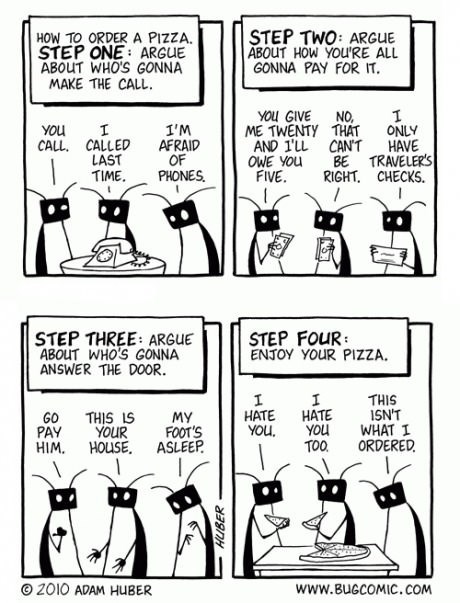 HOW TO ORDER A PIZZA.
STEP ONE: ARGUE
ABOUT WHO'S GONNA
MAKE THE CALL.
YOU
CALL.
I
CALLED
LAST
TIME.
I'M
AFRAID
OF
PHONES.
STEP TWO: ARGUE
ABOUT HOW YOU'RE ALL
GONNA PAY FOR IT.
YOU GIVE
ME TWENTY
AND I'LL
OWE YOU
FIVE.
NO,
THAT
CAN'T
BE
RIGHT.
I
ONLY
HAVE
TRAVELER'S
CHECKS.
STEP THREE: ARGUE
ABOUT WHO'S GONNA
ANSWER THE DOOR.
GO
PAY
HIM.
THIS IS
YOUR
HOUSE.
MY
FOOT'S
ASLEEP.
HUBER
STEP FOUR:
ENJOY YOUR PIZZA.
I
HATE
YOU.
I
HATE
YOU
TOO.
THIS
ISN'T
WHAT I
ORDERED.
© 2010 ADAM HUBER
WWW.BUGCOMIC.COM